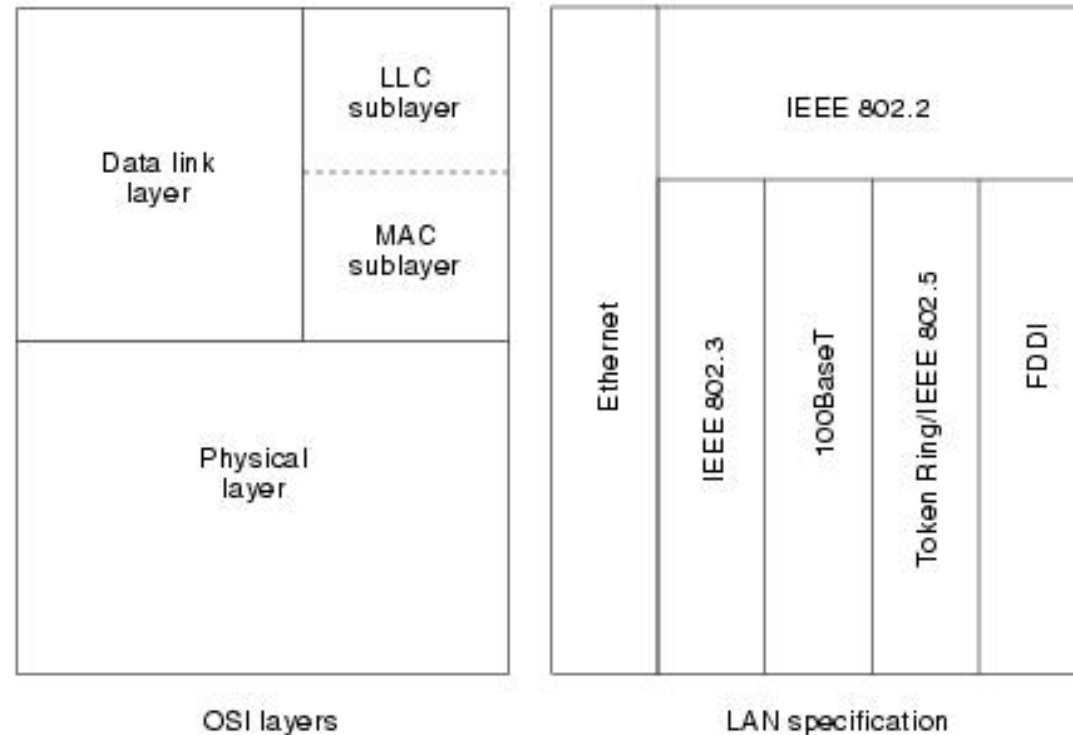 Data link
layer
LLC
sublayer
MAC
sublayer
Physical
layer
OSI layers
Ethernet
IEEE 802.2
IEEE 802.3
100BaseT
Token Ring/IEEE 802.5
FDDI
LAN specification